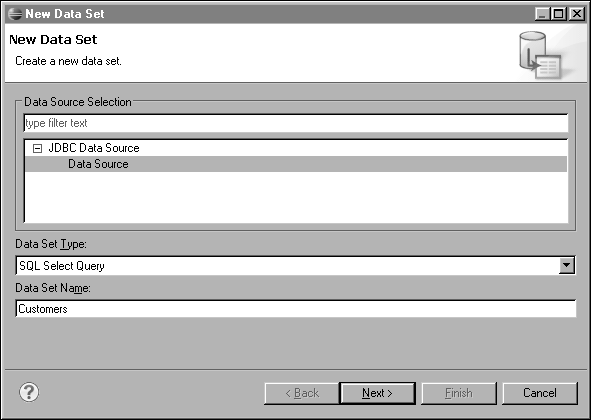 New Data Set
New Data Set
Create a new data set.
Data Source Selection
type filter text
JDBC Data Source
Data Source
Data Set Type:
SQL Select Query
Data Set Name:
Customers
? < Back Next > Finish Cancel